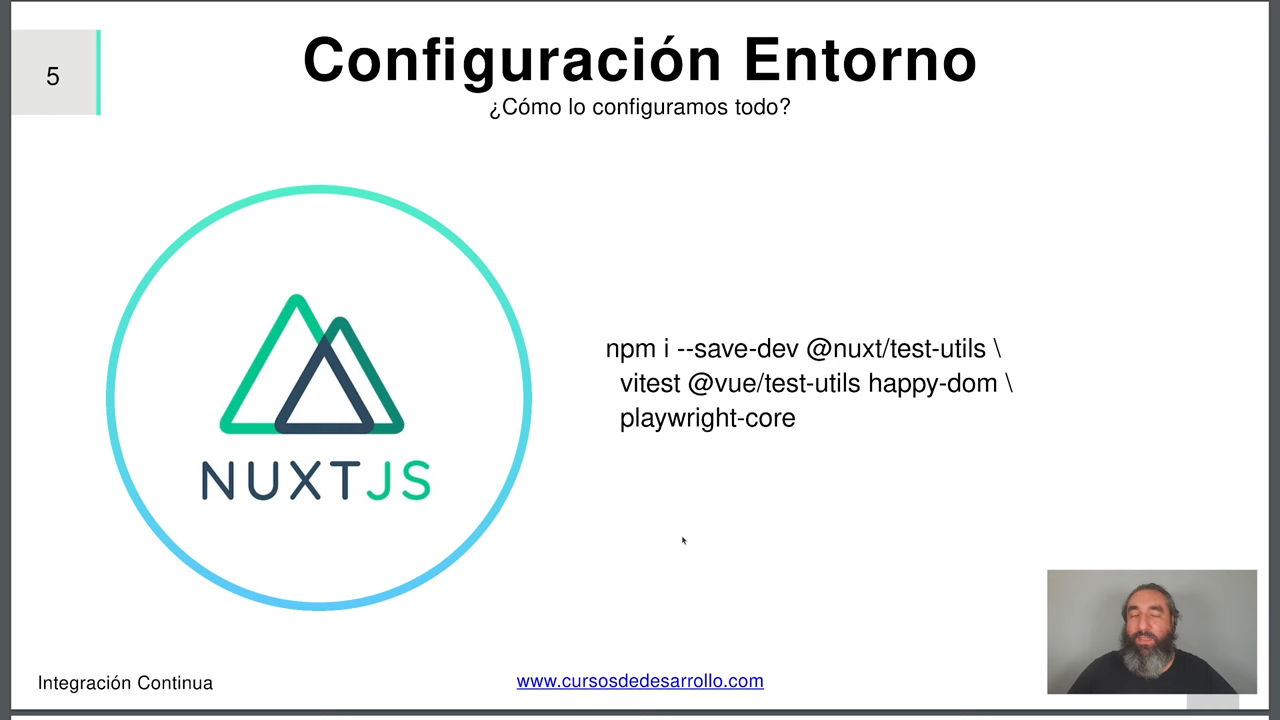 5
Configuración Entorno
¿Cómo lo configuramos todo?
NUXTJS
npm i --save-dev @nuxt/test-utils \
vitest @vue/test-utils happy-dom \
playwright-core
Integración Continua
www.cursosdedesarrollo.com